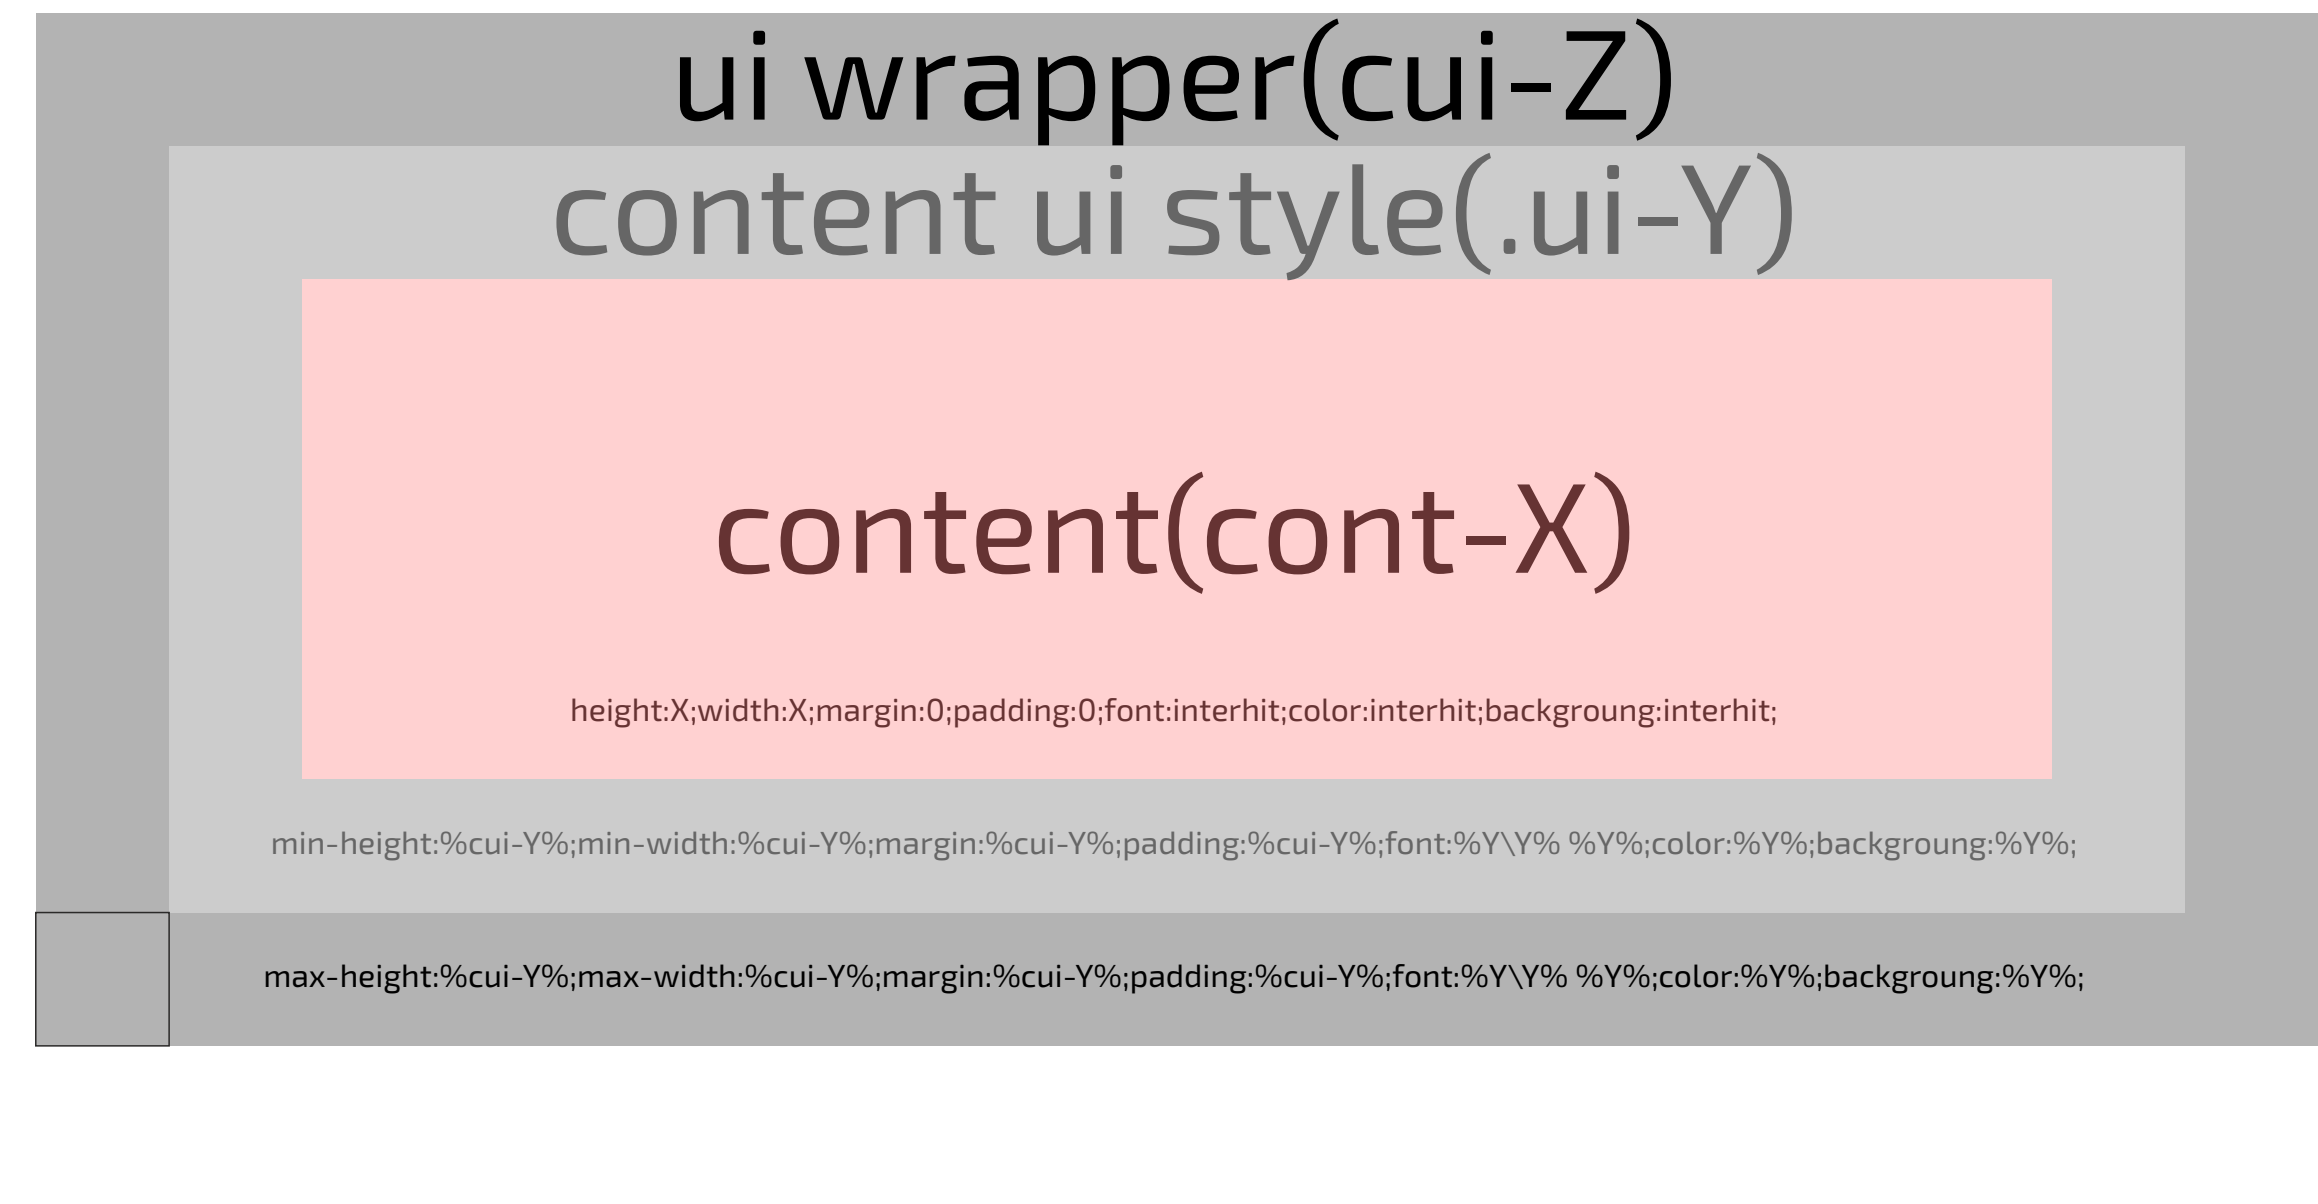 ui wrapper(cui-Z)
content ui style(.ui-Y)
content(cont-X)
height:X;width:X;margin:0;padding:0;font:interhit;color:interhit;backgroung:interhit;
min-height:%cui-Y%;min-width:%cui-Y%;margin:%cui-Y%;padding:%cui-Y%;font:%Y\Y% %Y%;color:%Y%;backgroung:%Y%;
max-height:%cui-Y%;max-width:%cui-Y%;margin:%cui-Y%;padding:%cui-Y%;font:%Y\Y% %Y%;color:%Y%;backgroung:%Y%;